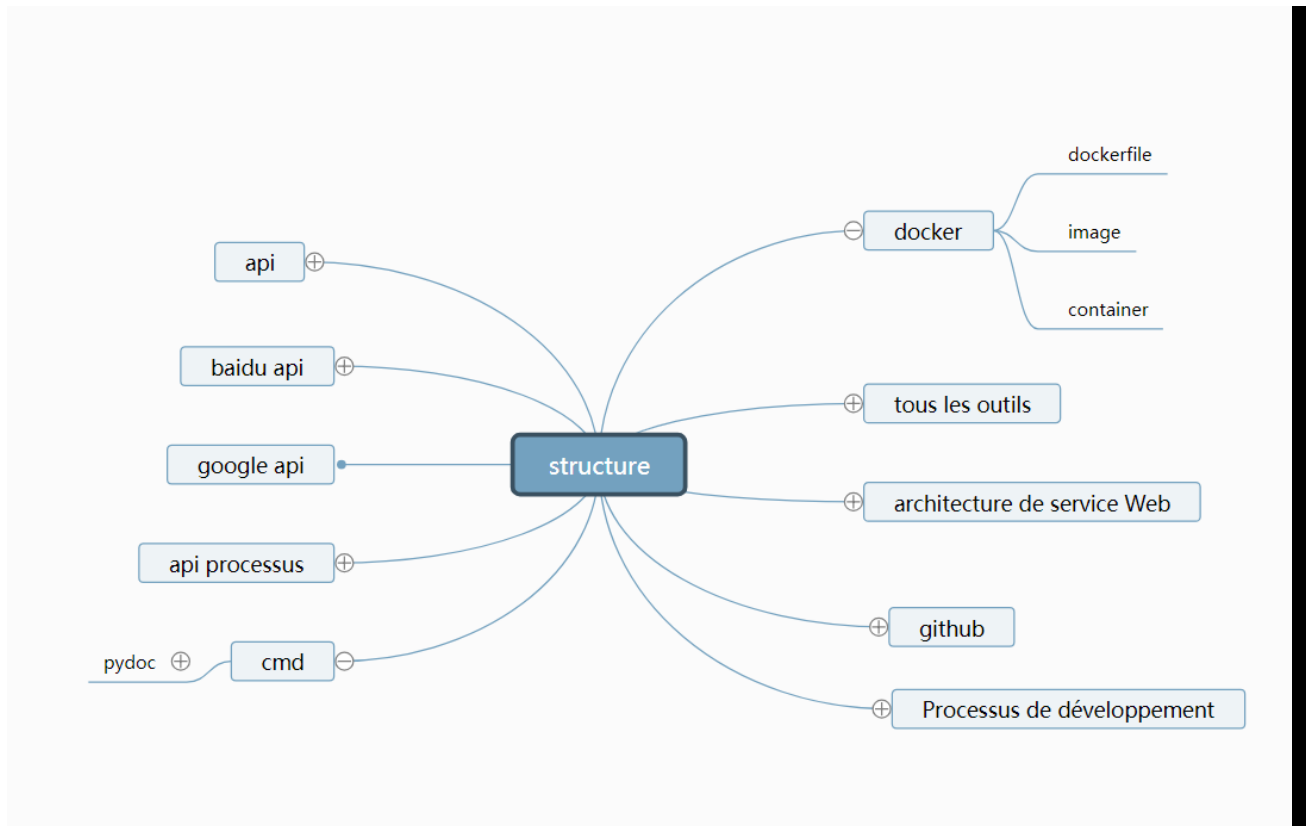 dockerfile
docker
image
container
api
baidu api
tous les outils
google api
structure
architecture de service Web
api processus
github
pydoc
cmd
Processus de développement